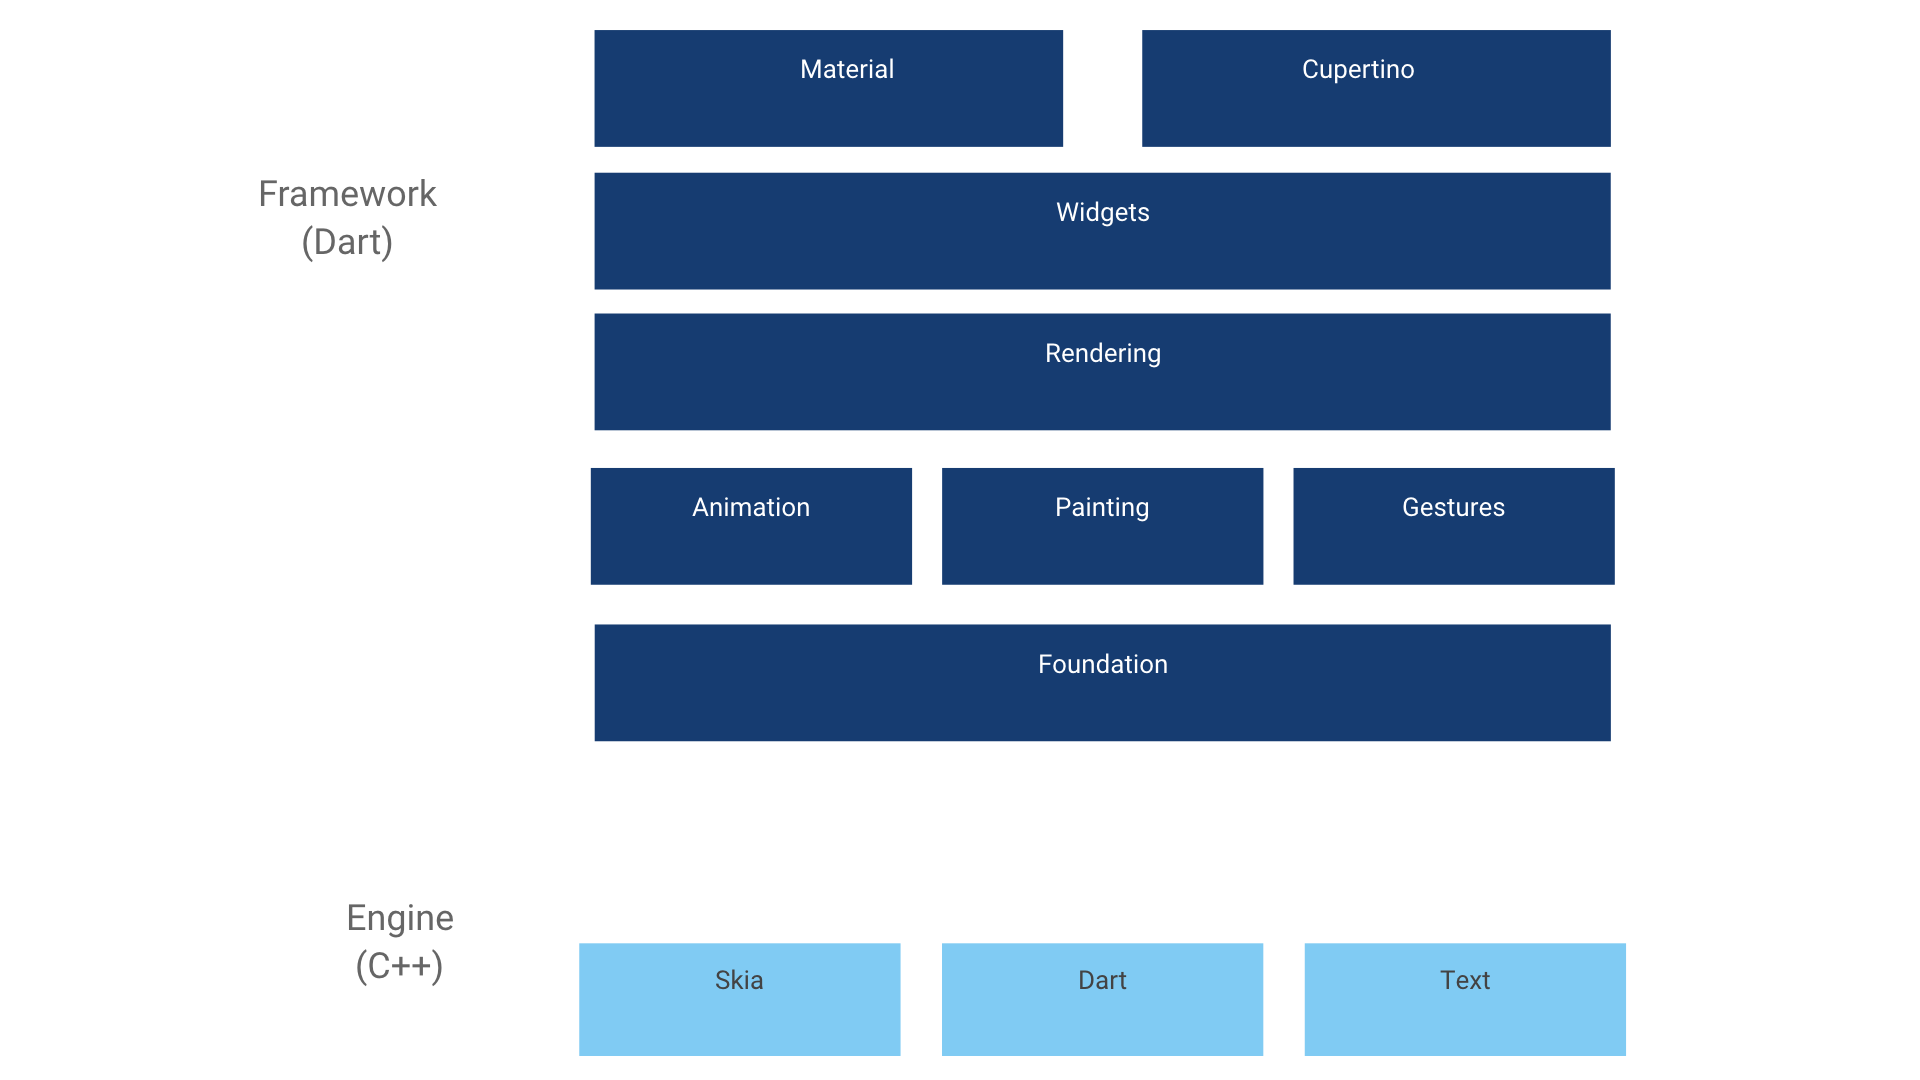 Material
Cupertino
Framework
(Dart)
Widgets
Rendering
Animation
Painting
Gestures
Foundation
Engine
(C++)
Skia
Dart
Text